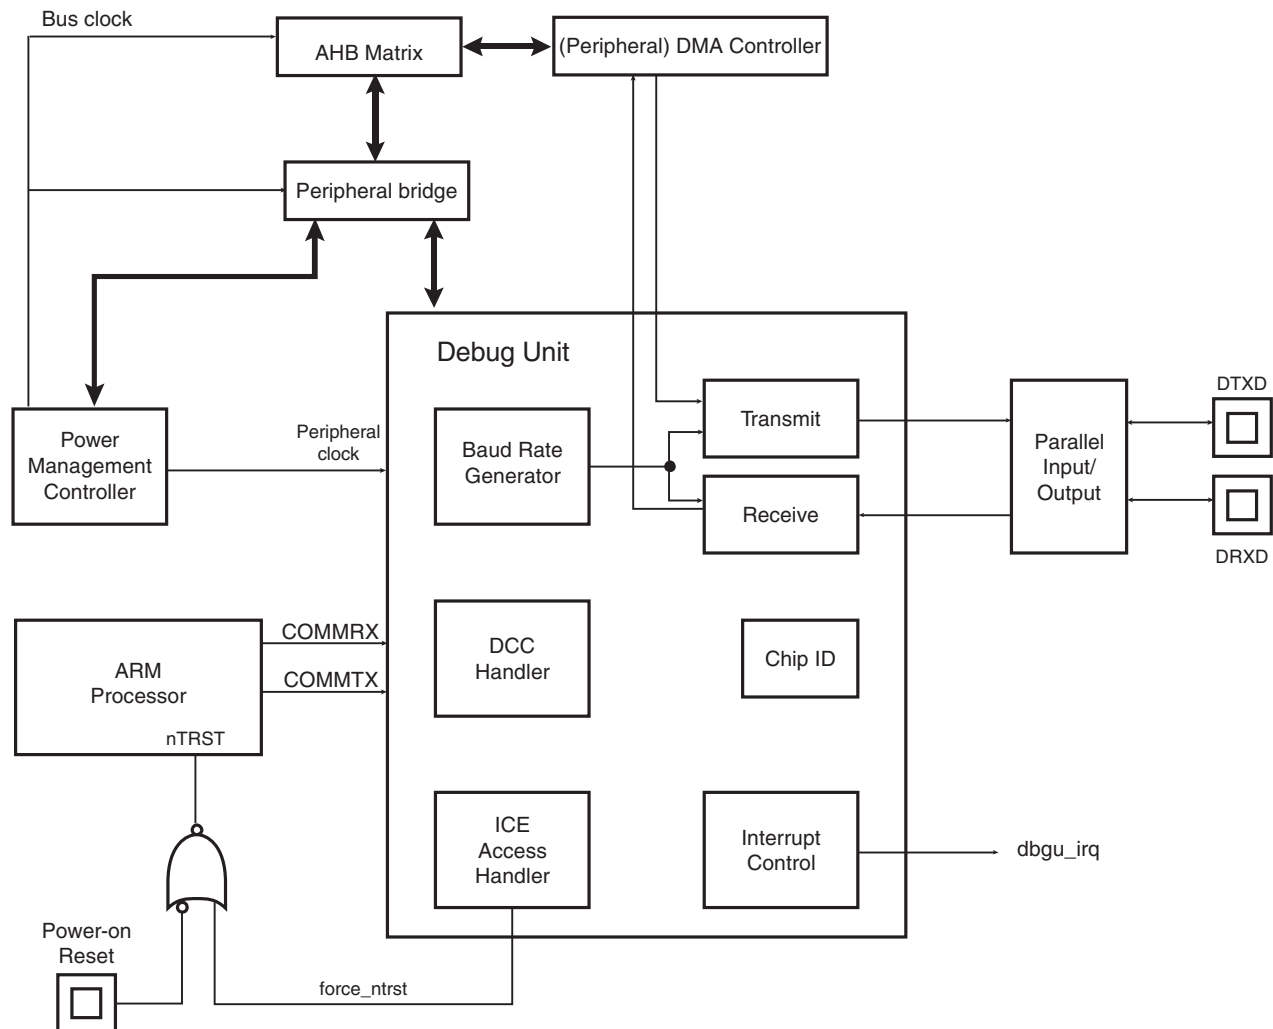 Bus clock
AHB Matrix
(Peripheral) DMA Controller
Peripheral bridge
Debug Unit
Power
Management
Controller
Peripheral
clock
Baud Rate
Generator
Transmit
Receive
Parallel
Input/
Output
DTXD
DRXD
ARM
Processor
nTRST
COMMRX
COMMTX
DCC
Handler
Chip ID
ICE
Access
Handler
Interrupt
Control
dbgu_irq
Power-on
Reset
force_ntrst